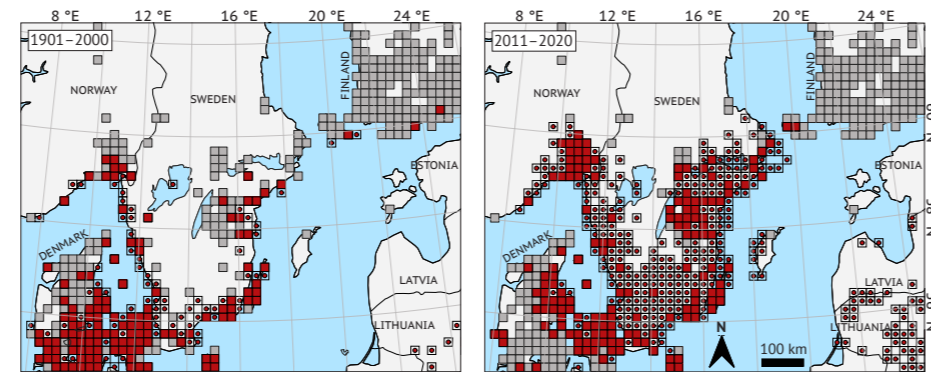 8°E 12°E 16°E 20°E 24°E
1901–2000
NORWAY
SWEDEN
FINLAND
ESTONIA
DENMARK
LATVIA
LITHUANIA
8°E 12°E 16°E 20°E 24°E
2011–2020
NORWAY
SWEDEN
FINLAND
ESTONIA
DENMARK
LATVIA
LITHUANIA
N
100 km